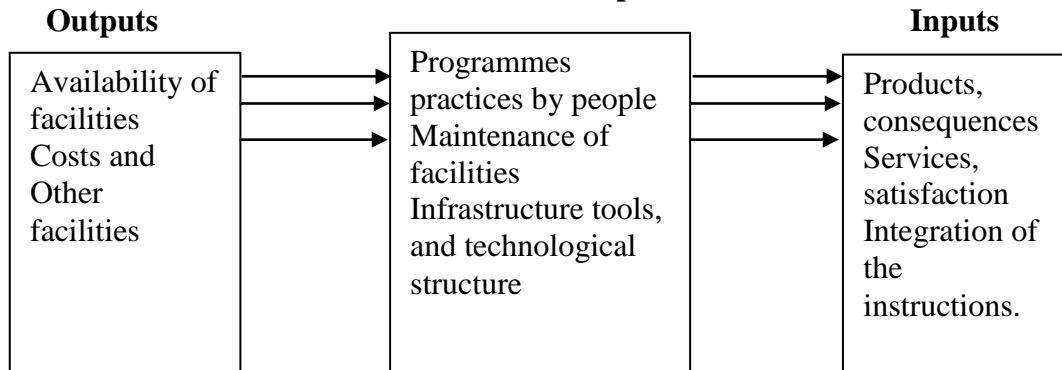 Outputs
Inputs
Availability of
facilities
Costs and
Other
facilities
Programmes
practices by people
Maintenance of
facilities
Infrastructure tools,
and technological
structure
Products,
consequences
Services,
satisfaction
Integration of
the
instructions.